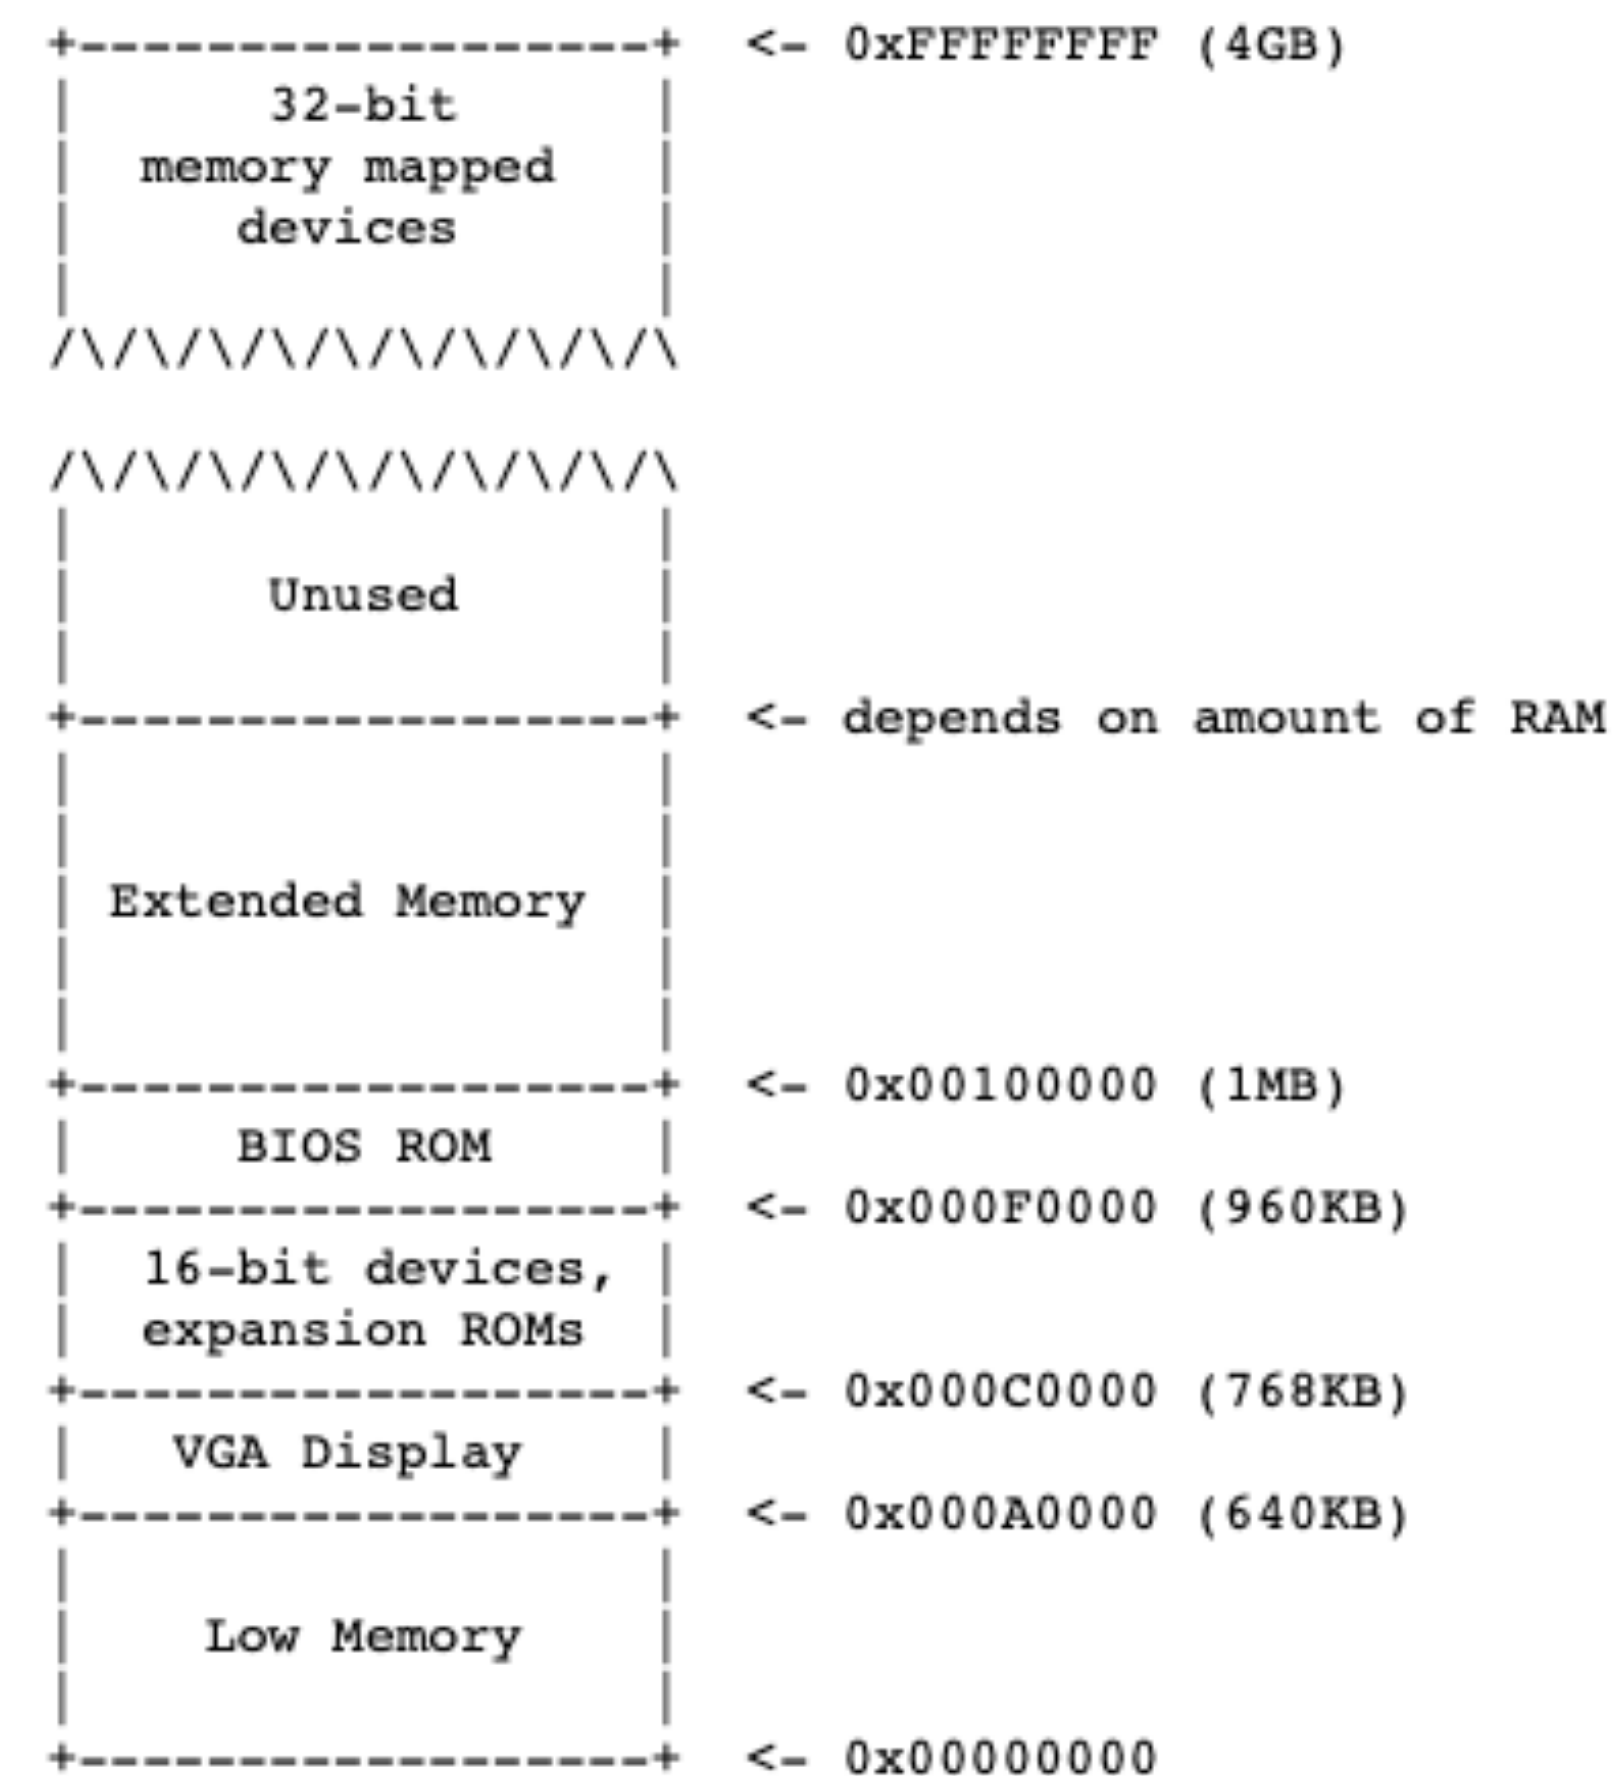 +------------------+  <- 0xFFFFFFFF (4GB)
|      32-bit      |
|  memory mapped   |
|     devices      |
|                  |
/\/\/\/\/\/\/\/\/\/\

/\/\/\/\/\/\/\/\/\/\
|                  |
|      Unused      |
|                  |
+------------------+  <- depends on amount of RAM
|                  |
|                  |
| Extended Memory  |
|                  |
|                  |
+------------------+  <- 0x00100000 (1MB)
|     BIOS ROM     |
+------------------+  <- 0x000F0000 (960KB)
|  16-bit devices, |
|  expansion ROMs  |
+------------------+  <- 0x000C0000 (768KB)
|   VGA Display    |
+------------------+  <- 0x000A0000 (640KB)
|                  |
|    Low Memory    |
|                  |
+------------------+  <- 0x00000000